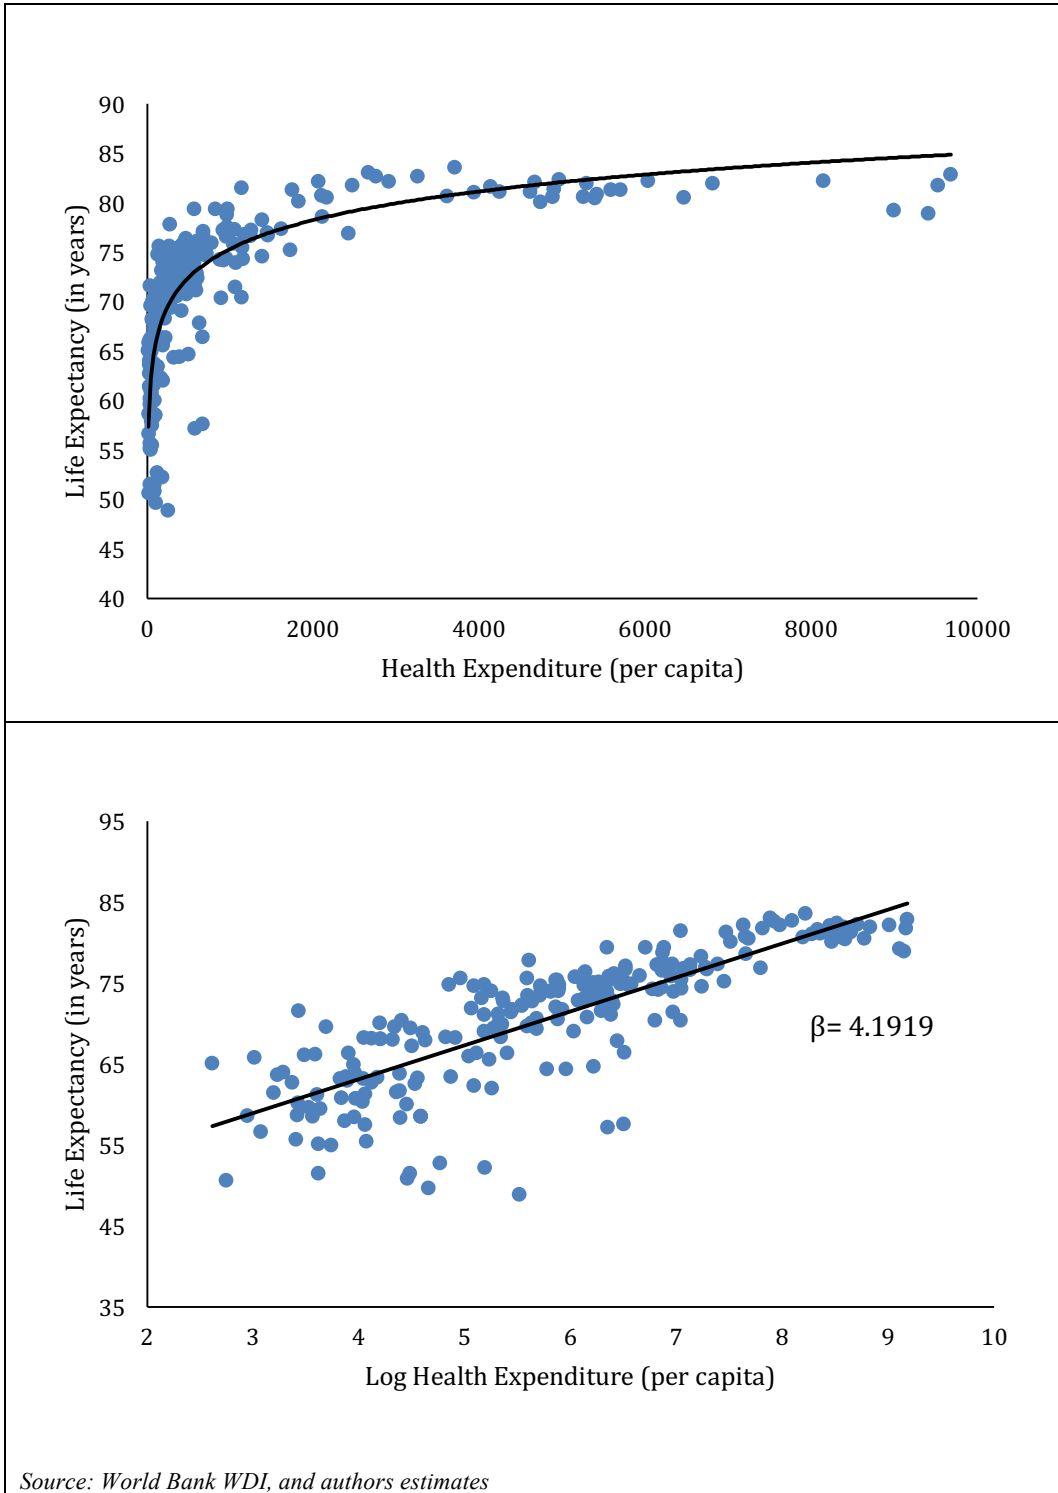 90
85
80
75
70
65
60
55
50
45
40
Life Expectancy (in years)
0 2000 4000 6000 8000 10000
Health Expenditure (per capita)
95
85
75
65
55
45
35
Life Expectancy (in years)
β= 4.1919
2 3 4 5 6 7 8 9 10
Log Health Expenditure (per capita)
Source: World Bank WDI, and authors estimates